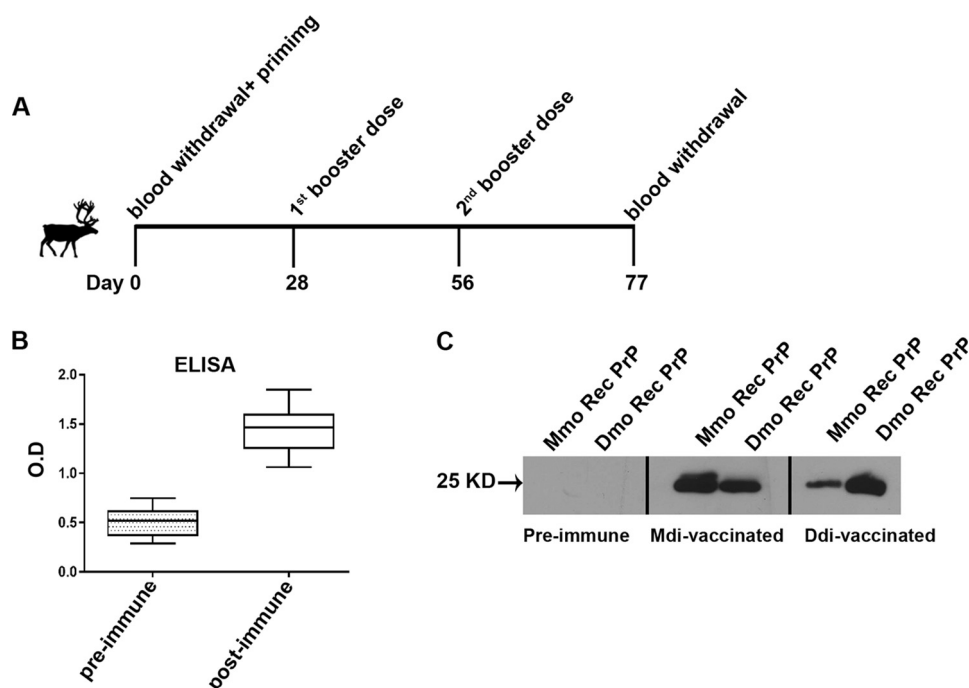 A
blood withdrawal+ primimg
1st booster dose
2nd booster dose
blood withdrawal
Day 0
28
56
77
B
ELISA
O.D
2.0
1.5
1.0
0.5
0.0
pre-immune
post-immune
C
Mmo Rec PrP
Dmo Rec PrP
Mmo Rec PrP
Dmo Rec PrP
Mmo Rec PrP
Dmo Rec PrP
25 KD
Pre-immune
Mdi-vaccinated
Ddi-vaccinated